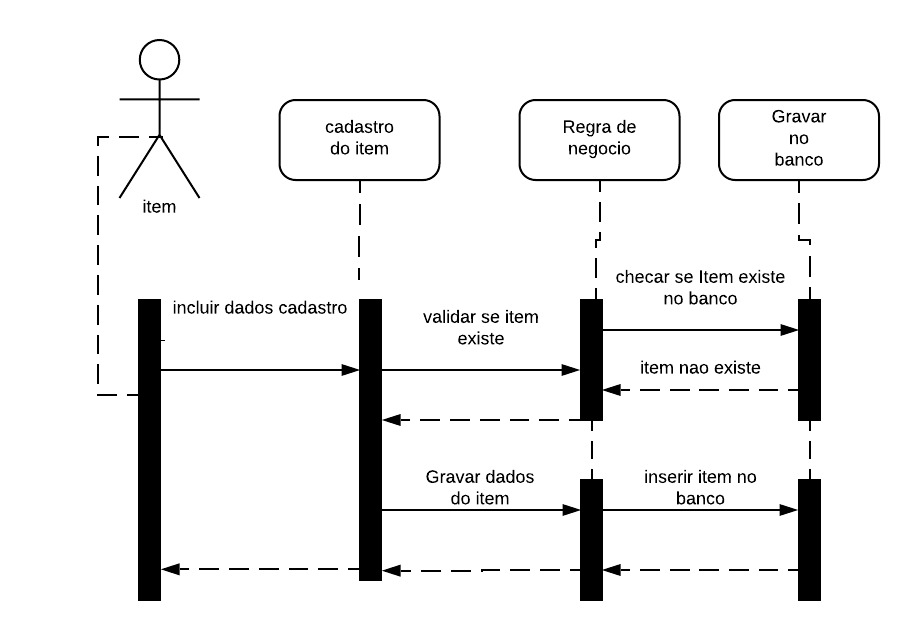 cadastro
do item
Regra de
negocio
Gravar
no
banco
item
incluir dados cadastro
validar se item
existe
checar se Item existe
no banco
item nao existe
Gravar dados
do item
inserir item no
banco